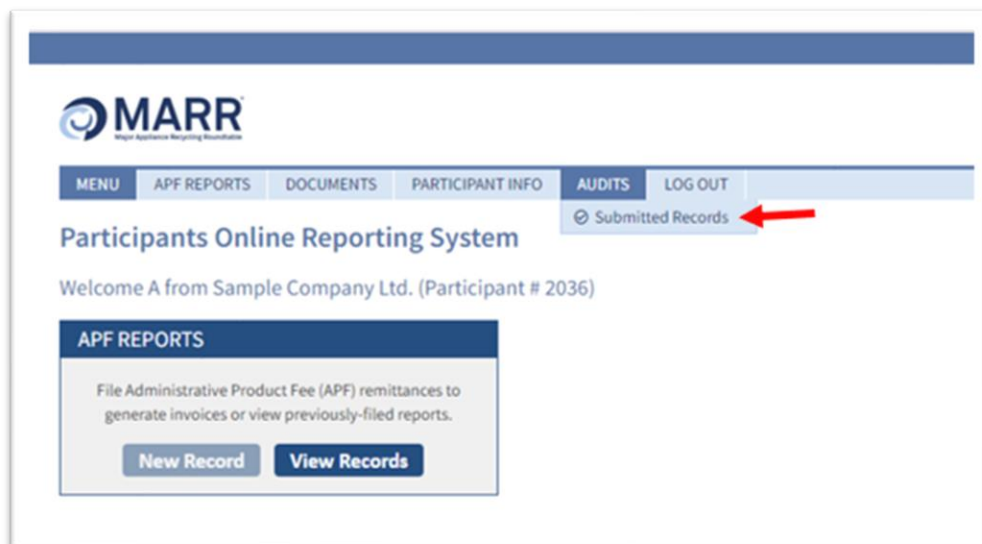 MARR
Major Appliance Recycling Roundtable
MENU APF REPORTS DOCUMENTS PARTICIPANT INFO AUDITS LOG OUT
Submitted Records
Participants Online Reporting System
Welcome A from Sample Company Ltd. (Participant # 2036)
APF REPORTS
File Administrative Product Fee (APF) remittances to
generate invoices or view previously-filed reports.
New Record View Records